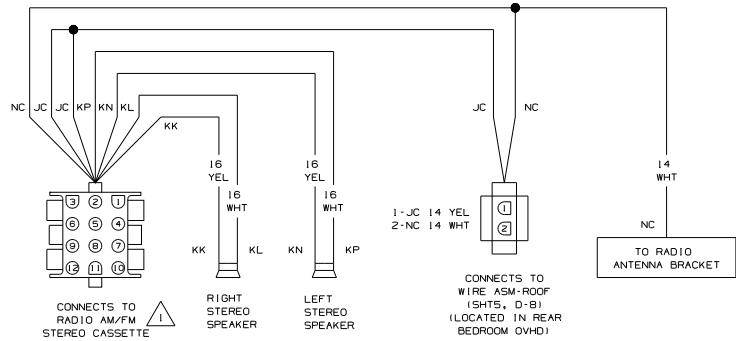 NC JC JC KP KN KL
KK
JC NC
16
YEL
16
WHT
16
YEL
16
WHT
14
WHT
3 2 1
6 5 4
9 8 7
12 11 10
1-JC 14 YEL
2-NC 14 WHT
1
2
KK KL KN KP
NC
TO RADIO
ANTENNA BRACKET
CONNECTS TO
RADIO AM/FM
STEREO CASSETTE
1
RIGHT
STEREO
SPEAKER
LEFT
STEREO
SPEAKER
CONNECTS TO
WIRE ASM-ROOF
(SHT5, D-8)
(LOCATED IN REAR
BEDROOM OVHD)